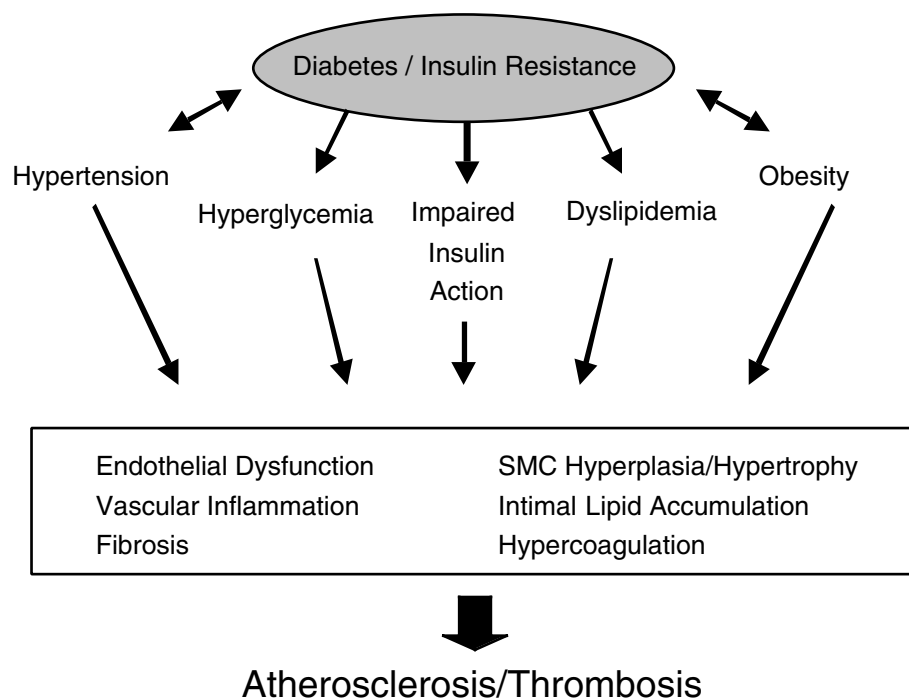 Diabetes / Insulin Resistance
Hypertension
Obesity
Hyperglycemia
Impaired
Insulin
Action
Dyslipidemia
Endothelial Dysfunction
Vascular Inflammation
Fibrosis
SMC Hyperplasia/Hypertrophy
Intimal Lipid Accumulation
Hypercoagulation
Atherosclerosis/Thrombosis